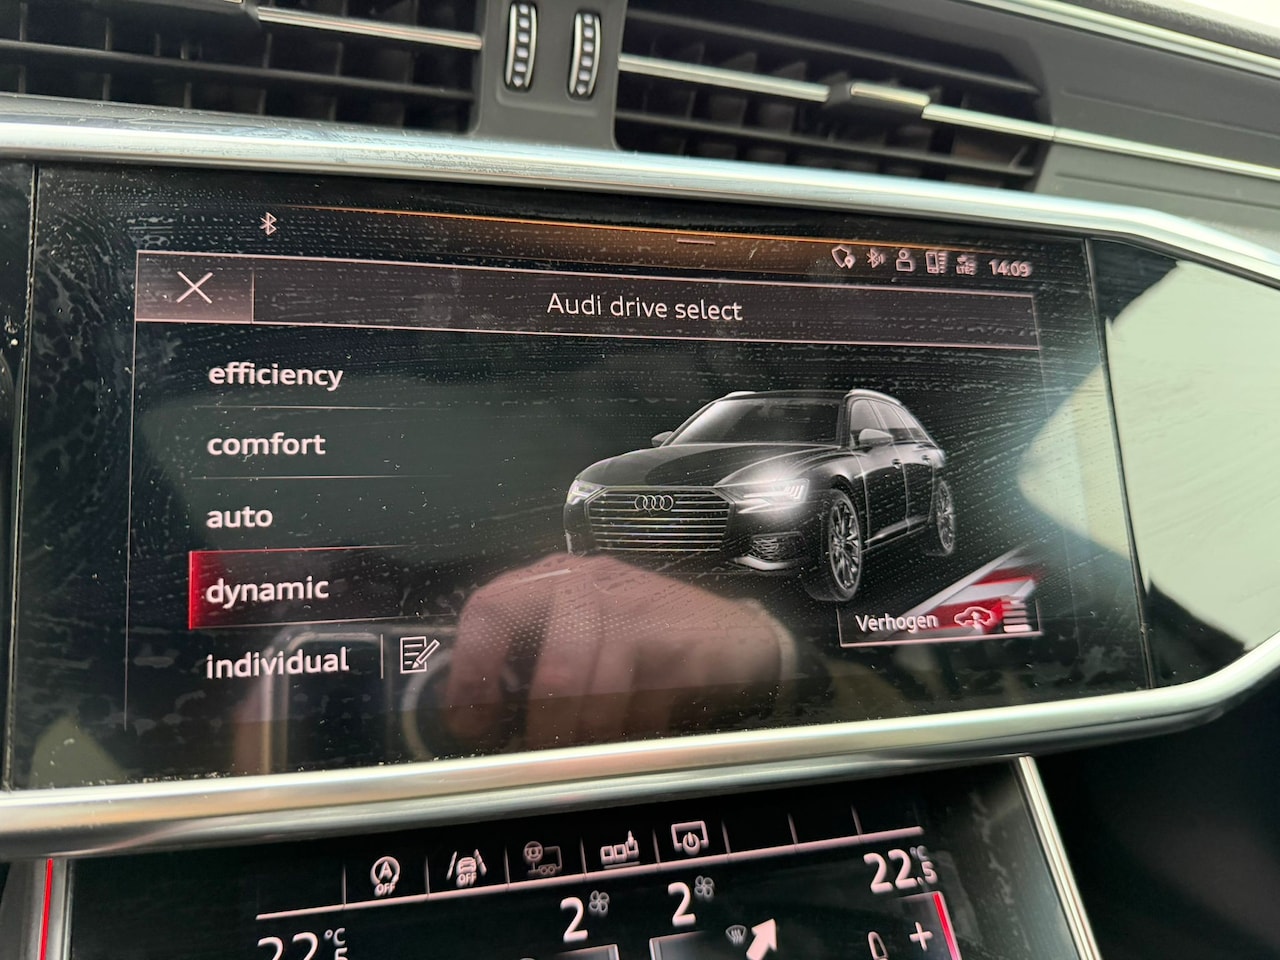 14:09
Audi drive select
efficiency
comfort
auto
dynamic
individual
Verhogen
A
OFF
OFF
2
2
22.5 °C
22.5 °C
+